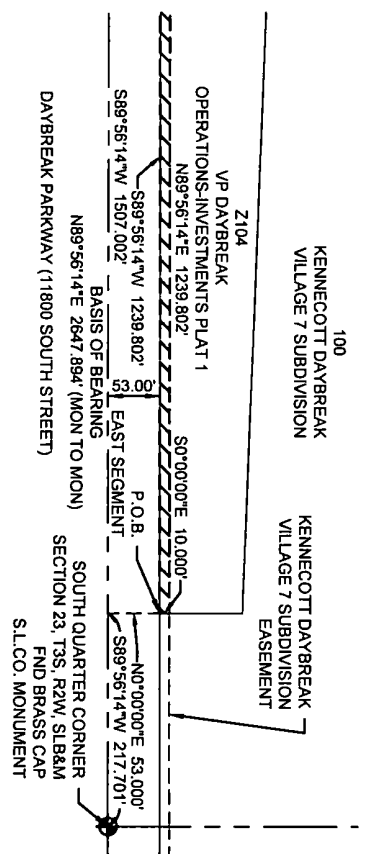 100
KENNECOTT DAYBREAK
VILLAGE 7 SUBDIVISION
KENNECOTT DAYBREAK
VILLAGE 7 SUBDIVISION
EASEMENT
Z104
VP DAYBREAK
OPERATIONS-INVESTMENTS PLAT 1
N89°56'14"E 1239.802'
S0°00'00"E 10.000'
S89°56'14"W 1239.802'
S89°56'14"W 1507.002'
53.00'
P.O.B.
EAST SEGMENT
N0°00'00"E 53.000'
S89°56'14"W 217.701'
BASIS OF BEARING
N89°56'14"E 2647.894' (MON TO MON)
DAYBREAK PARKWAY (11800 SOUTH STREET)
SOUTH QUARTER CORNER
SECTION 23, T3S, R2W, SLB&M
FND BRASS CAP
S.L.CO. MONUMENT